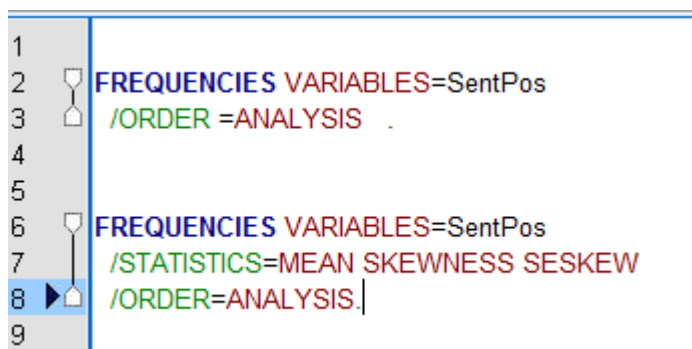 1
2 FREQUENCIES VARIABLES=SentPos
3 /ORDER =ANALYSIS .
4
5
6 FREQUENCIES VARIABLES=SentPos
7 /STATISTICS=MEAN SKEWNESS SESKEW
8 /ORDER=ANALYSIS.
9